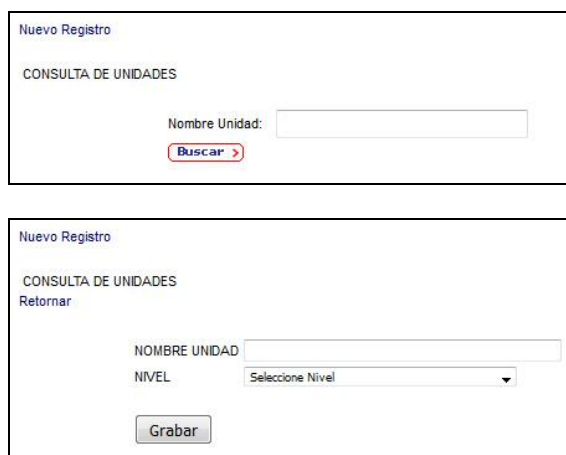 Nuevo Registro
CONSULTA DE UNIDADES
Nombre Unidad:
Buscar >
Nuevo Registro
CONSULTA DE UNIDADES
Retornar
NOMBRE UNIDAD
NIVEL Seleccione Nivel
Grabar